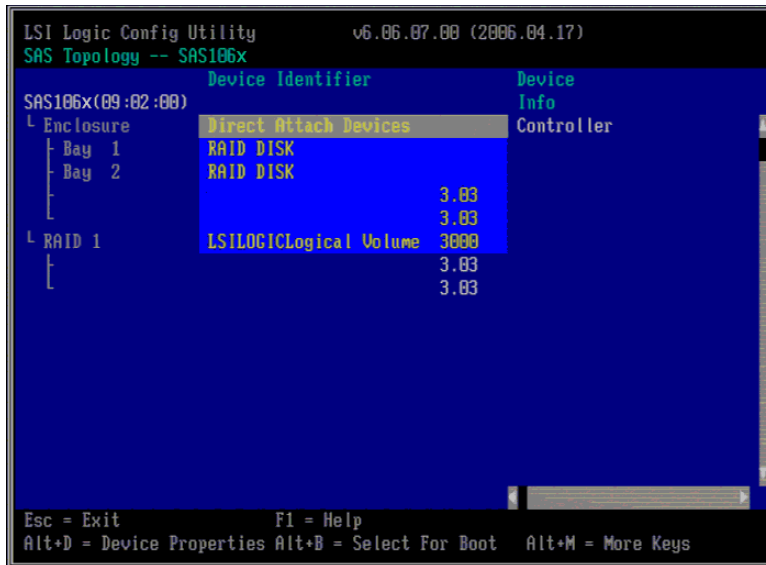 LSI Logic Config Utility v6.06.07.00 (2006.04.17)
SAS Topology -- SAS106x
Device Identifier Device
SAS106x(09:02:00) Info
Enclosure Direct Attach Devices Controller
Bay 1 RAID DISK
Bay 2 RAID DISK
3.03
3.03
RAID 1 LSILOGICLogical Volume 3000
3.03
3.03
Esc = Exit F1 = Help
Alt+D = Device Properties Alt+B = Select For Boot Alt+M = More Keys